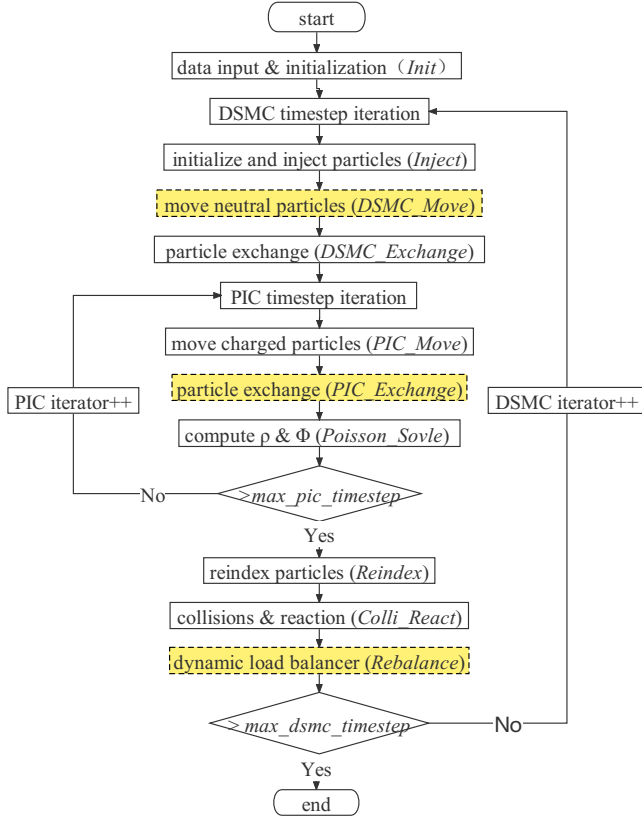 start
data input & initialization（Init）
DSMC timestep iteration
initialize and inject particles (Inject)
move neutral particles (DSMC_Move)
particle exchange (DSMC_Exchange)
PIC timestep iteration
move charged particles (PIC_Move)
particle exchange (PIC_Exchange)
PIC iterator++
DSMC iterator++
compute ρ & Φ (Poisson_Sovle)
No
>max_pic_timestep
Yes
reindex particles (Reindex)
collisions & reaction (Colli_React)
dynamic load balancer (Rebalance)
> max_dsmc_timestep
No
Yes
end